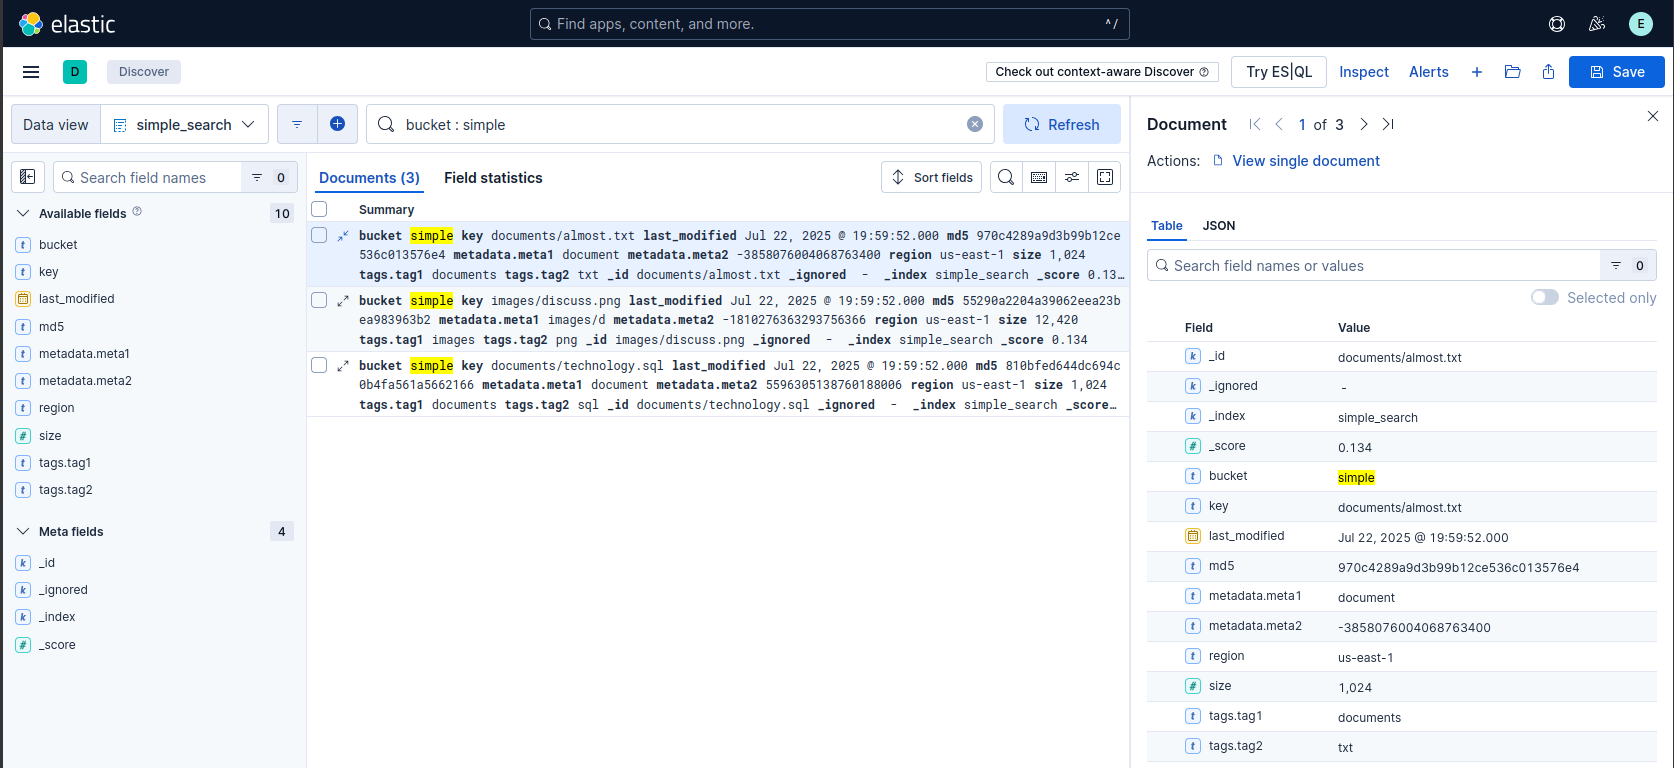 elastic
Find apps, content, and more.
^ /
E
D
Discover
Check out context-aware Discover
Try ES|QL
Inspect
Alerts
Save
Data view
simple_search
bucket : simple
Refresh
Search field names
0
Available fields
10
t bucket
t key
last_modified
t md5
t metadata.meta1
t metadata.meta2
t region
# size
t tags.tag1
t tags.tag2
Meta fields
4
k _id
k _ignored
k _index
# _score
Documents (3)
Field statistics
Sort fields
Summary
bucket simple key documents/almost.txt last_modified Jul 22, 2025 @ 19:59:52.000 md5 970c4289a9d3b99b12ce
536c013576e4 metadata.meta1 document metadata.meta2 -3858076004068763400 region us-east-1 size 1,024
tags.tag1 documents tags.tag2 txt _id documents/almost.txt _ignored - _index simple_search _score 0.13…
bucket simple key images/discuss.png last_modified Jul 22, 2025 @ 19:59:52.000 md5 55290a2204a39062eea23b
ea983963b2 metadata.meta1 images/d metadata.meta2 -1810276363293756366 region us-east-1 size 12,420
tags.tag1 images tags.tag2 png _id images/discuss.png _ignored - _index simple_search _score 0.134
bucket simple key documents/technology.sql last_modified Jul 22, 2025 @ 19:59:52.000 md5 810bfed644dc694c
0b4fa561a5662166 metadata.meta1 document metadata.meta2 5596305138760188006 region us-east-1 size 1,024
tags.tag1 documents tags.tag2 sql _id documents/technology.sql _ignored - _index simple_search _score…
Document
1 of 3
Actions:
View single document
Table
JSON
Search field names or values
0
Selected only
Field Value
k _id documents/almost.txt
k _ignored -
k _index simple_search
# _score 0.134
t bucket simple
t key documents/almost.txt
last_modified Jul 22, 2025 @ 19:59:52.000
t md5 970c4289a9d3b99b12ce536c013576e4
t metadata.meta1 document
t metadata.meta2 -3858076004068763400
t region us-east-1
# size 1,024
t tags.tag1 documents
t tags.tag2 txt